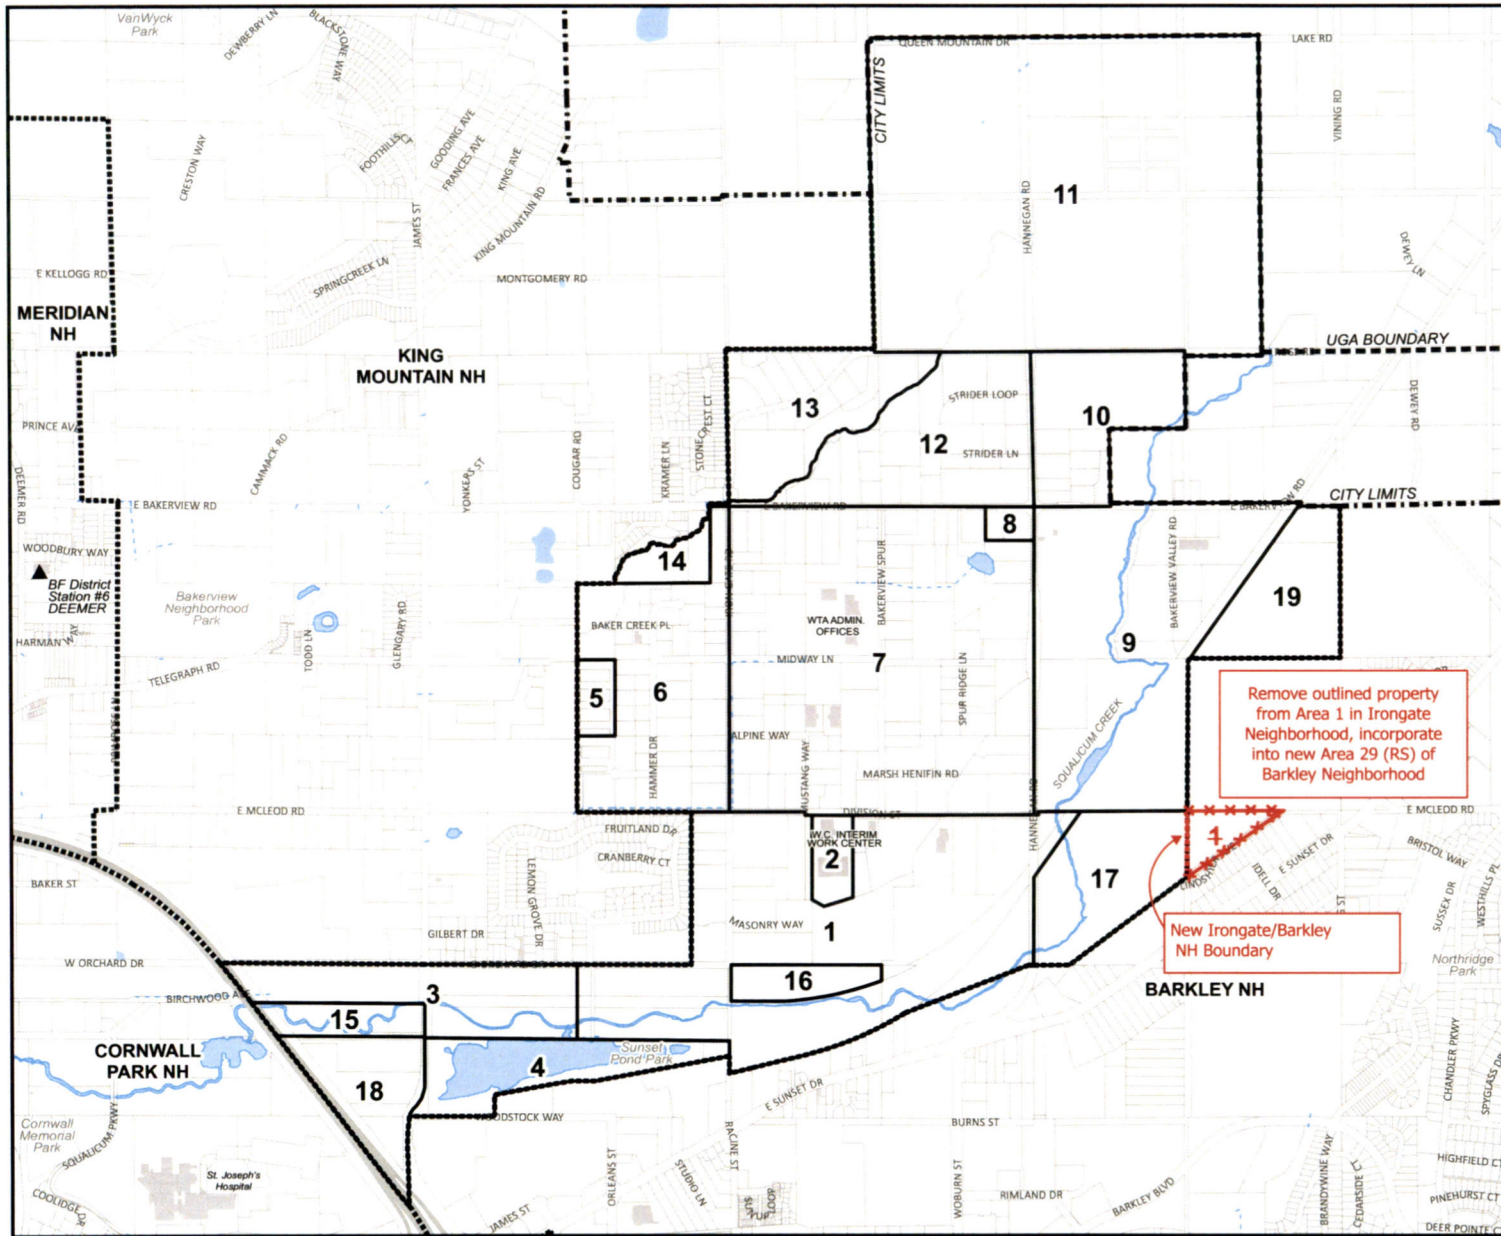 VanWyck
Park
DEWBERRY LN
BLACKSTONE WAY
QUEEN MOUNTAIN DR
LAKE RD
CITY LIMITS
VINING RD
CRESTON WAY
FOOTHILLS CT
GOODING AVE
FRANCES AVE
KING AVE
JAMES ST
KING MOUNTAIN RD
HANNEGAN RD
11
DEWEY LN
E KELLOGG RD
SPRINGCREEK LN
MONTGOMERY RD
MERIDIAN
NH
KING
MOUNTAIN NH
UGA BOUNDARY
PRINCE AV
DEEMER RD
CAMMACK RD
YONKERS ST
COUGAR RD
KRAMER LN
STONECREST CT
13
STRIDER LOOP
12
STRIDER LN
10
DEWEY RD
E BAKERVIEW RD
E BAKERVIEW RD
E BAKERVIEW RD
CITY LIMITS
WOODBURY WAY
BF District
Station #6
DEEMER
14
8
BAKERVIEW SPUR
BAKERVIEW VALLEY RD
19
Bakerview
Neighborhood
Park
HARMAN WAY
TODD LN
GLENGARY RD
BAKER CREEK PL
WTA ADMIN.
OFFICES
9
TELEGRAPH RD
5
6
MIDWAY LN
7
SPUR RIDGE LN
SQUALICUM CREEK
Remove outlined property
from Area 1 in Irongate
Neighborhood, incorporate
into new Area 29 (RS) of
Barkley Neighborhood
HAMMER DR
ALPINE WAY
MUSTANG WAY
MARSH HENIFIN RD
E MCLEOD RD
DIVISION ST
HANNEGAN RD
E MCLEOD RD
FRUITLAND DR
CRANBERRY CT
W.C. INTERIM
WORK CENTER
2
1
E SUNSET DR
IDELL DR
BRISTOL WAY
BAKER ST
LEMON GROVE DR
17
SUSSEX DR
WESTHILLS PL
GILBERT DR
MASONRY WAY
1
New Irongate/Barkley
NH Boundary
W ORCHARD DR
Northridge
Park
BIRCHWOOD AVE
3
16
BARKLEY NH
15
CORNWALL
PARK NH
Sunset
Pond Park
4
18
E SUNSET DR
CHANDLER PKWY
SPYGLASS DR
Cornwall
Memorial
Park
SQUALICUM PKWY
WOODSTOCK WAY
BURNS ST
RACINE ST
ORLEANS ST
STUDIO LN
WOBURN ST
BRANDYWINE WAY
CEDARSIDE CT
HIGHFIELD CT
St. Joseph's
Hospital
COOLIDGE DR
RIMLAND DR
BARKLEY BLVD
PINEHURST CT
JAMES ST
DEER POINTE C